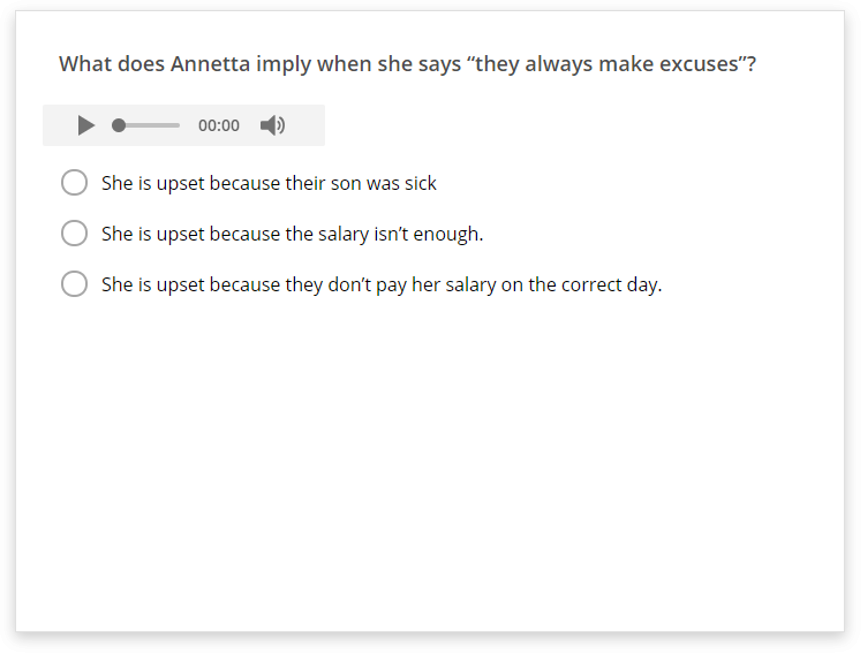 What does Annetta imply when she says “they always make excuses”?
00:00
She is upset because their son was sick
She is upset because the salary isn’t enough.
She is upset because they don’t pay her salary on the correct day.